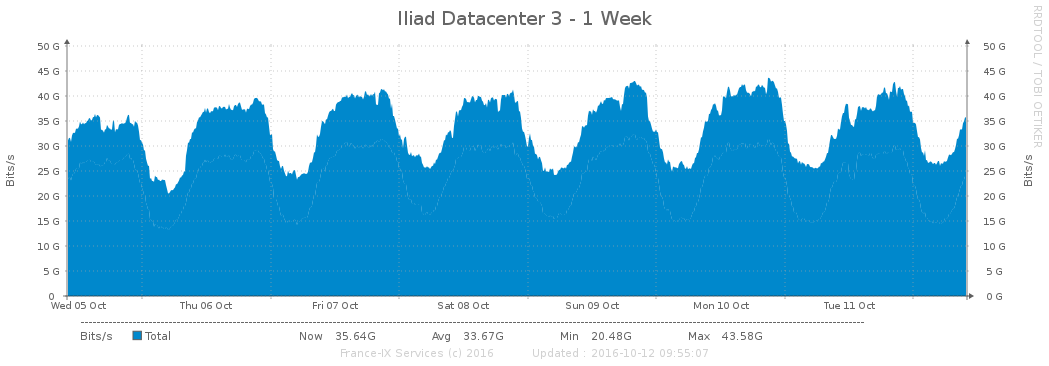 Iliad Datacenter 3 - 1 Week
RRDTOOL / TOBI OETIKER
Bits/s
50 G 50 G
45 G 45 G
40 G 40 G
35 G 35 G
30 G 30 G
25 G 25 G
20 G 20 G
15 G 15 G
10 G 10 G
5 G 5 G
0 0 G
Bits/s
Wed 05 Oct Thu 06 Oct Fri 07 Oct Sat 08 Oct Sun 09 Oct Mon 10 Oct Tue 11 Oct
Bits/s Total Now 35.64G Avg 33.67G Min 20.48G Max 43.58G
France-IX Services (c) 2016 Updated : 2016-10-12 09:55:07